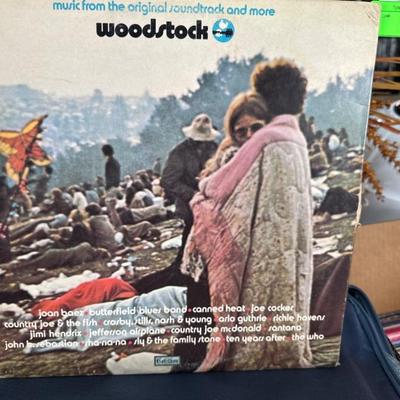 music from the original soundtrack and more
woodstock
joan baez · butterfield blues band · canned heat · joe cocker
country joe & the fish · crosby, stills, nash & young · arlo guthrie · richie havens
jimi hendrix · jefferson airplane · country joe mcdonald · santana
john b. sebastian · sha-na-na · sly & the family stone · ten years after · the who